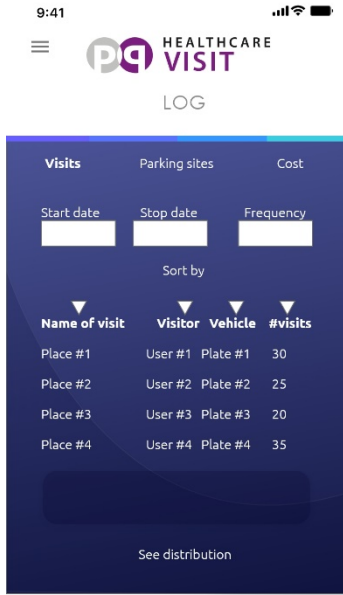 9:41
pq HEALTHCARE
VISIT
LOG
Visits Parking sites Cost
Start date Stop date Frequency
Sort by
Name of visit Visitor Vehicle #visits
Place #1 User #1 Plate #1 30
Place #2 User #2 Plate #2 25
Place #3 User #3 Plate #3 20
Place #4 User #4 Plate #4 35
See distribution